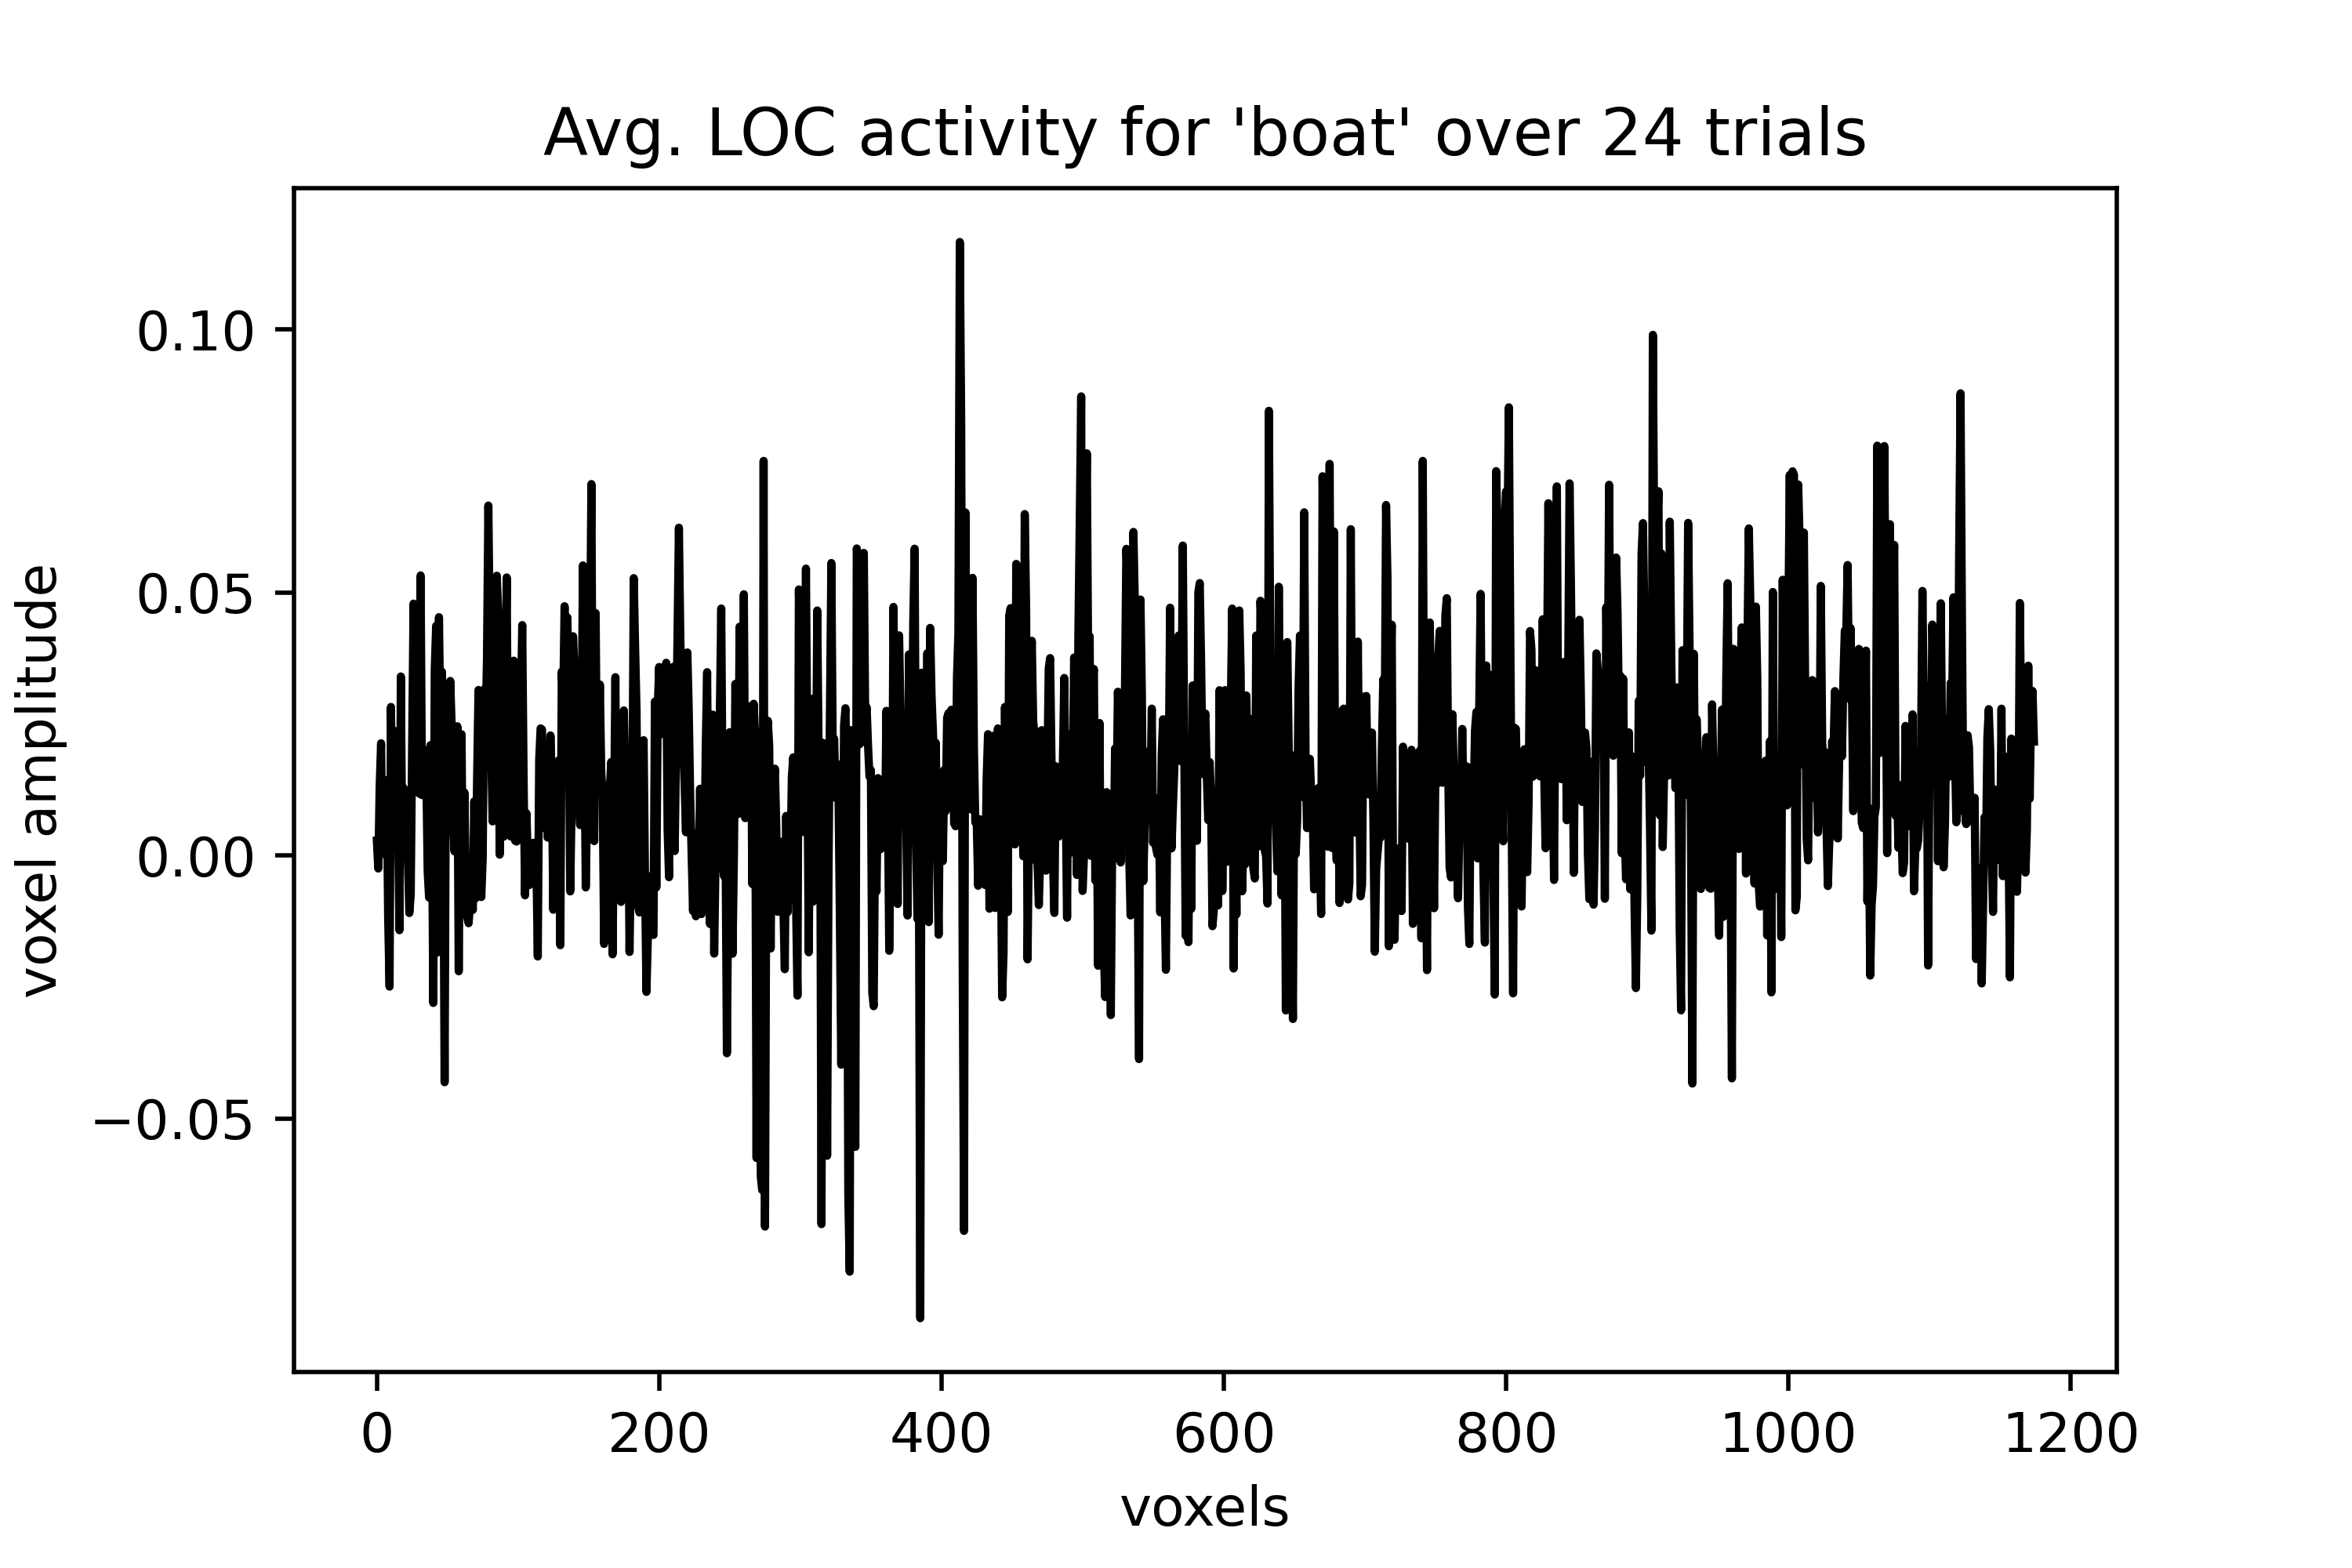 Avg. LOC activity for 'boat' over 24 trials
voxel amplitude
0.10
0.05
0.00
−0.05
0 200 400 600 800 1000 1200
voxels